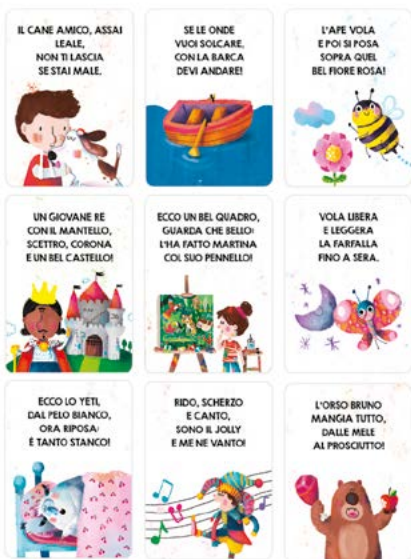 IL CANE AMICO, ASSAI
LEALE,
NON TI LASCIA
SE STAI MALE.
SE LE ONDE
VUOI SOLCARE,
CON LA BARCA
DEVI ANDARE!
L'APE VOLA
E POI SI POSA
SOPRA QUEL
BEL FIORE ROSA!
UN GIOVANE RE
CON IL MANTELLO,
SCETTRO, CORONA
E UN BEL CASTELLO!
ECCO UN BEL QUADRO,
GUARDA CHE BELLO:
L'HA FATTO MARTINA
COL SUO PENNELLO!
VOLA LIBERA
E LEGGERA
LA FARFALLA
FINO A SERA.
ECCO LO YETI,
DAL PELO BIANCO,
ORA RIPOSA:
È TANTO STANCO!
RIDO, SCHERZO
E CANTO,
SONO IL JOLLY
E ME NE VANTO!
L'ORSO BRUNO
MANGIA TUTTO,
DALLE MELE
AL PROSCIUTTO!